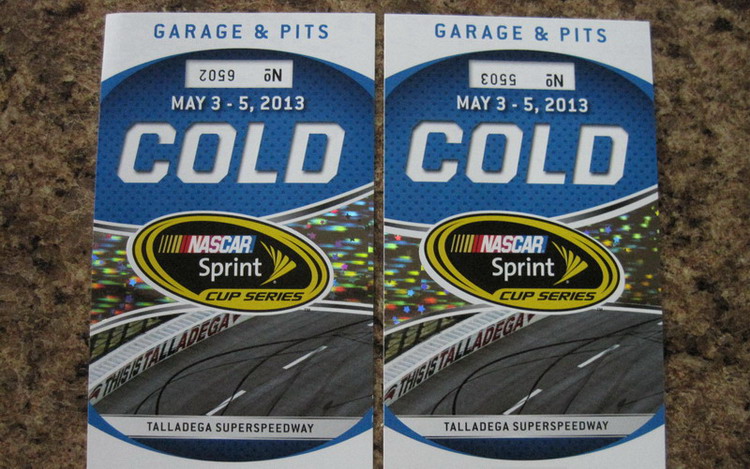 GARAGE & PITS
№ 6502
MAY 3 - 5, 2013
COLD
NASCAR
Sprint
CUP SERIES
THIS IS TALLADEGA
TALLADEGA SUPERSPEEDWAY
GARAGE & PITS
№ 5503
MAY 3 - 5, 2013
COLD
NASCAR
Sprint
CUP SERIES
THIS IS TALLADEGA
TALLADEGA SUPERSPEEDWAY